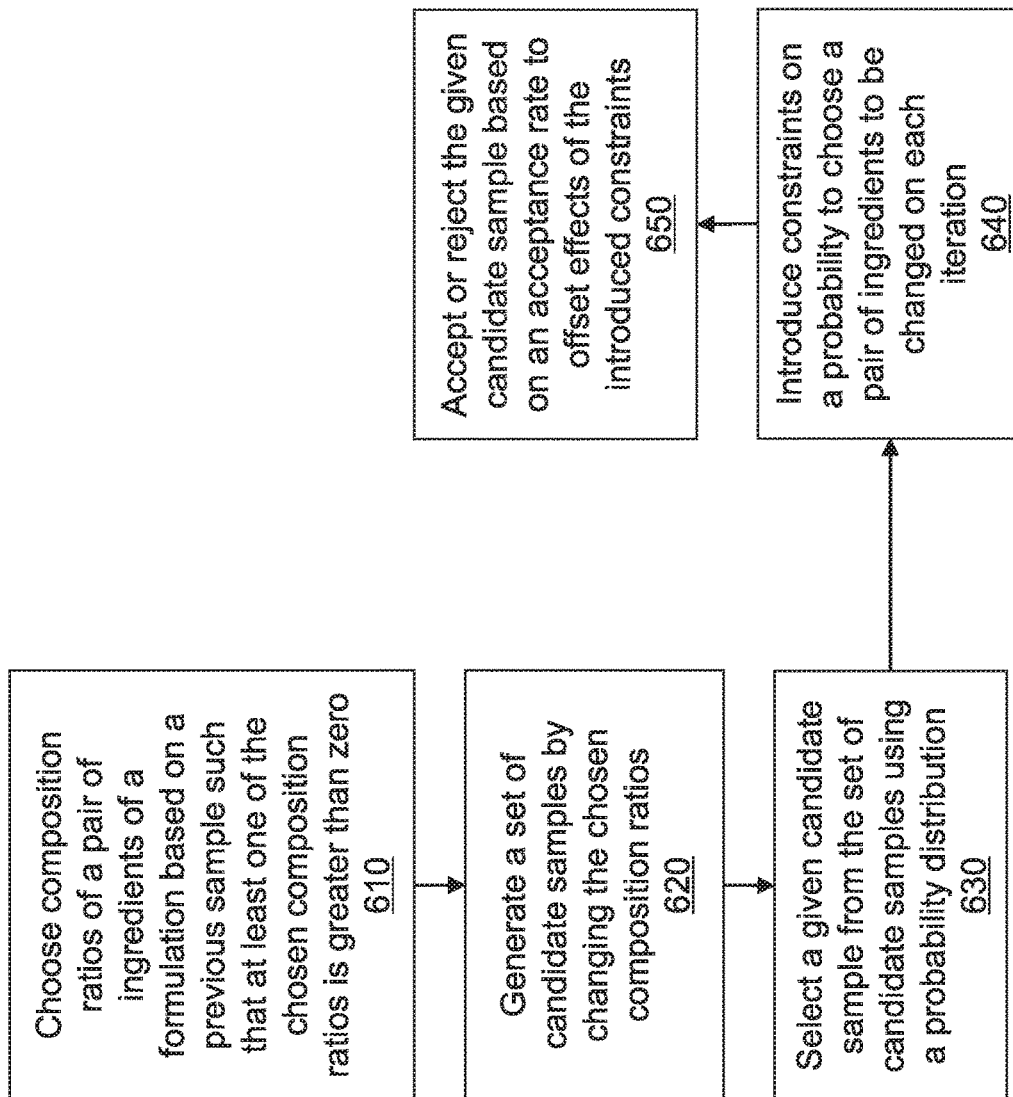 Choose composition
ratios of a pair of
ingredients of a
formulation based on a
previous sample such
that at least one of the
chosen composition
ratios is greater than zero
610
Generate a set of
candidate samples by
changing the chosen
composition ratios
620
Select a given candidate
sample from the set of
candidate samples using
a probability distribution
630
Introduce constraints on
a probability to choose a
pair of ingredients to be
changed on each
iteration
640
Accept or reject the given
candidate sample based
on an acceptance rate to
offset effects of the
introduced constraints
650